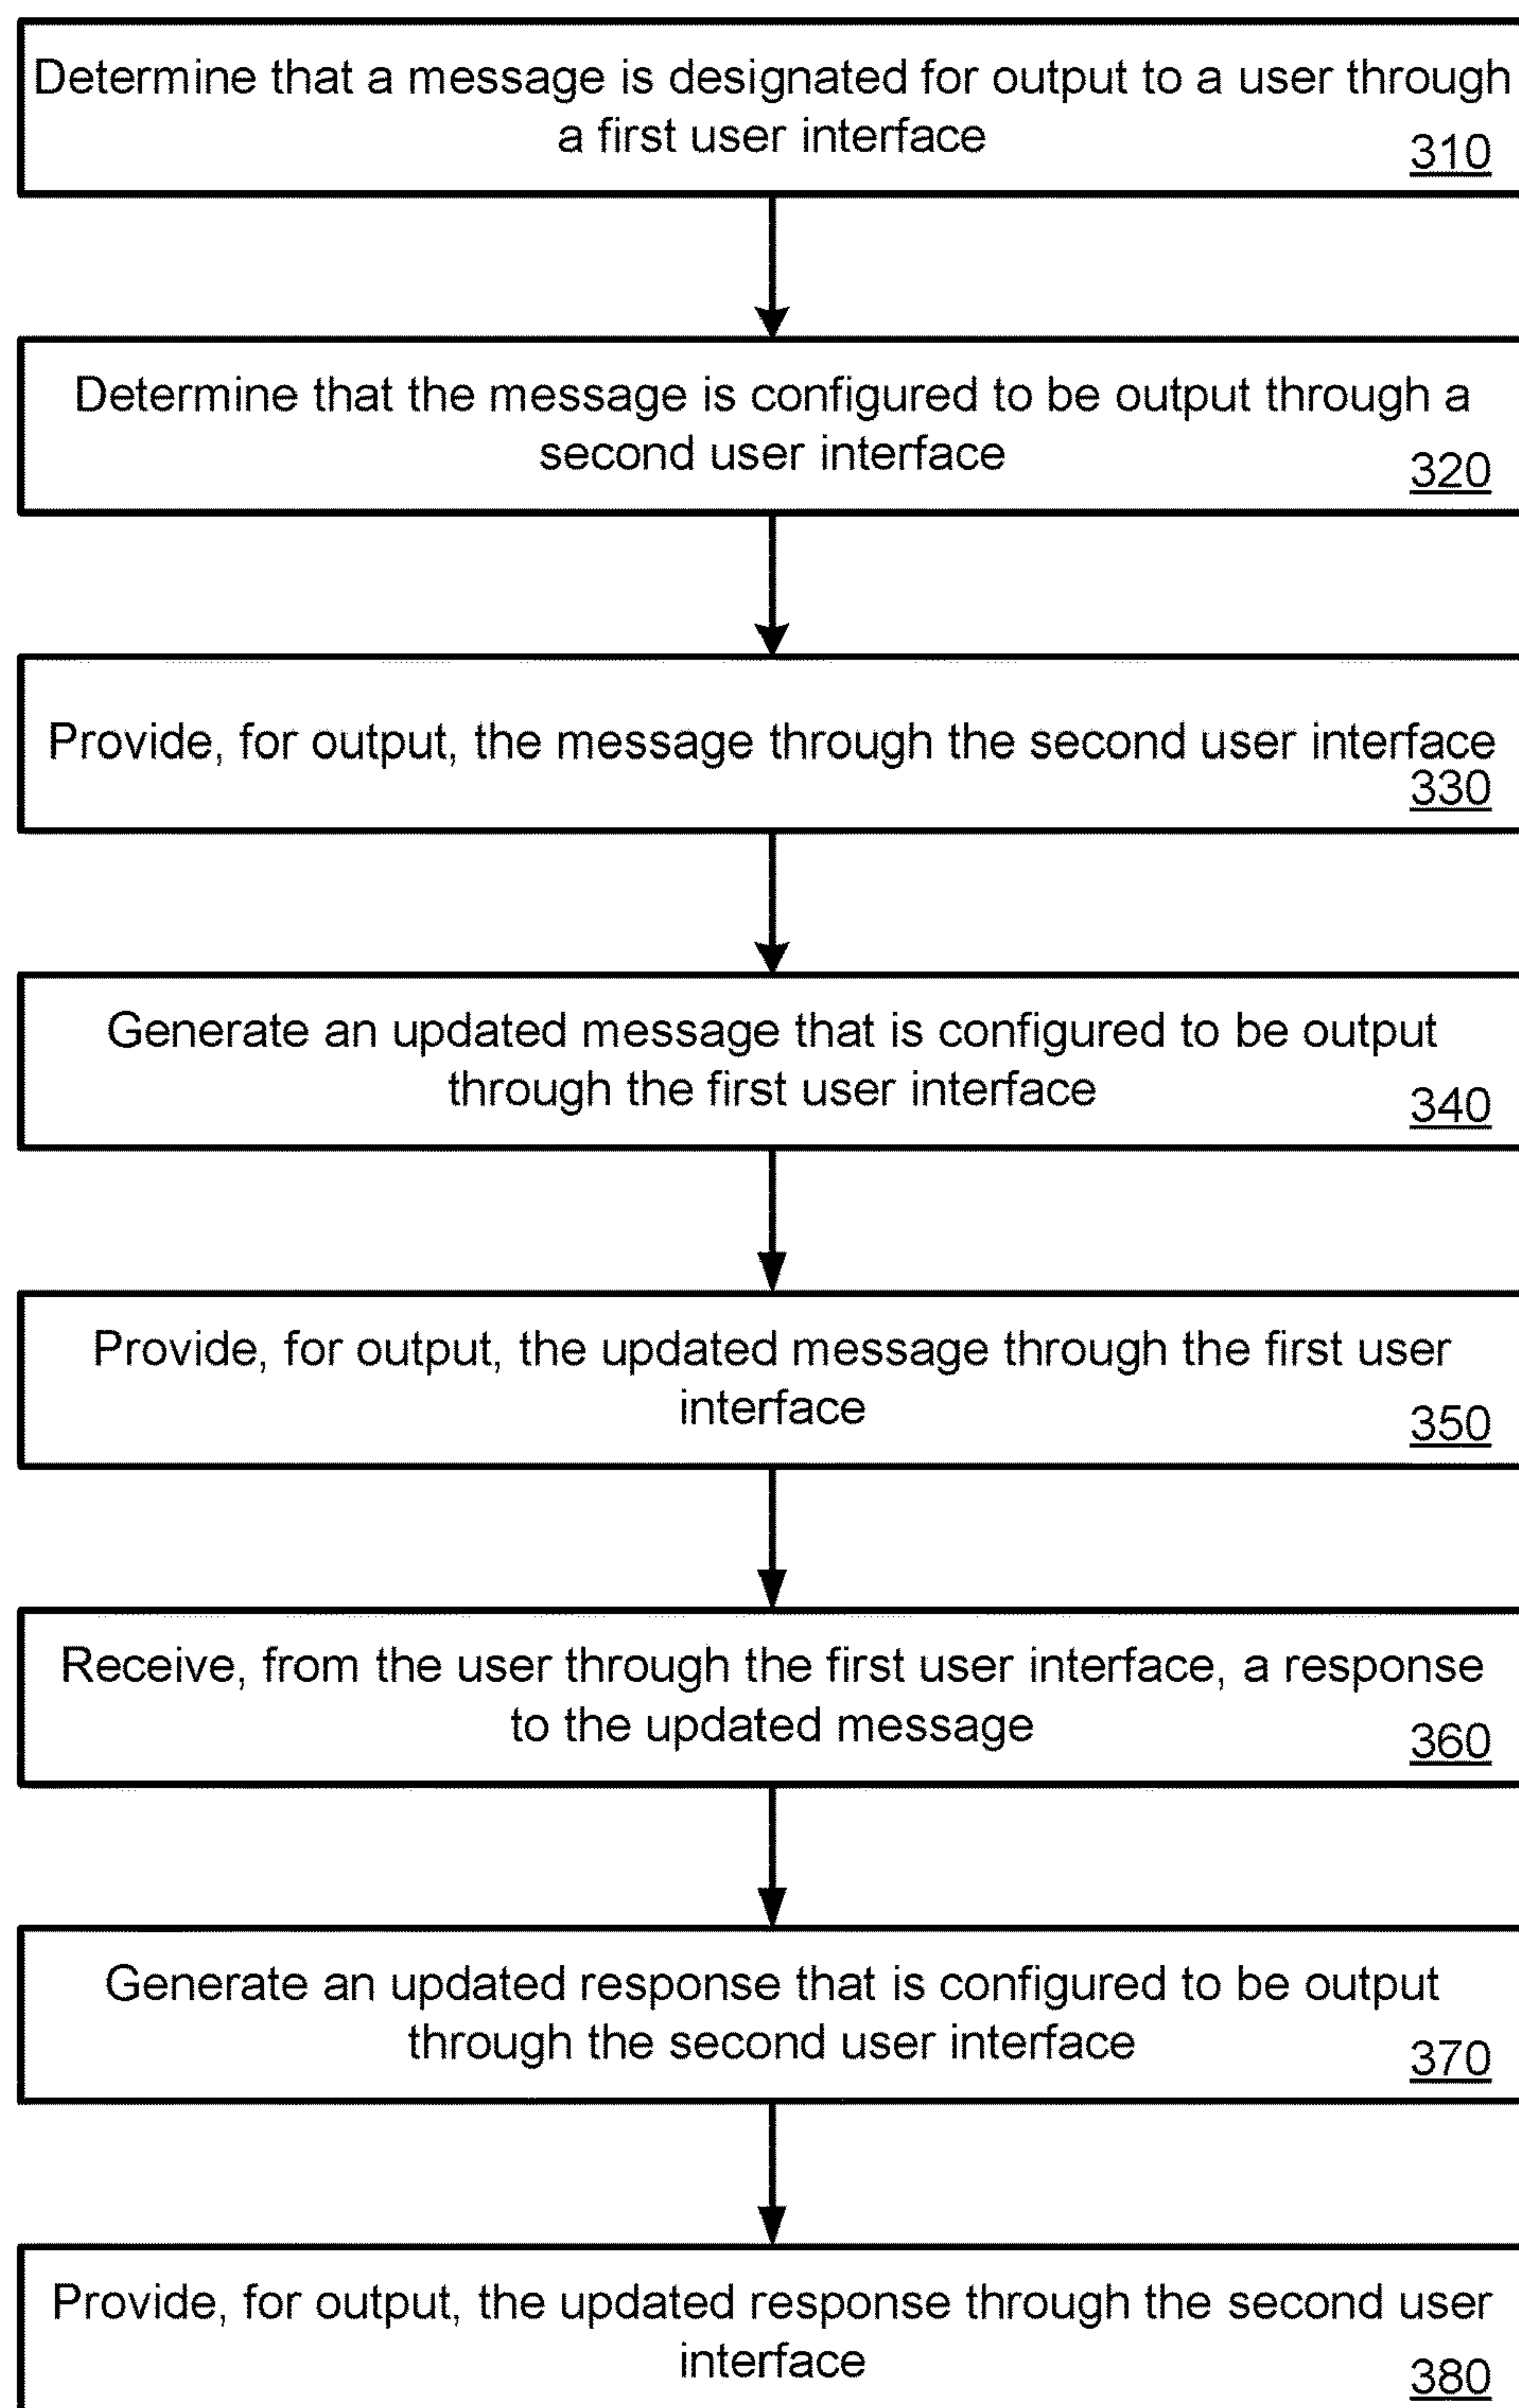 Determine that a message is designated for output to a user through
a first user interface
310
Determine that the message is configured to be output through a
second user interface
320
Provide, for output, the message through the second user interface
330
Generate an updated message that is configured to be output
through the first user interface
340
Provide, for output, the updated message through the first user
interface
350
Receive, from the user through the first user interface, a response
to the updated message
360
Generate an updated response that is configured to be output
through the second user interface
370
Provide, for output, the updated response through the second user
interface
380